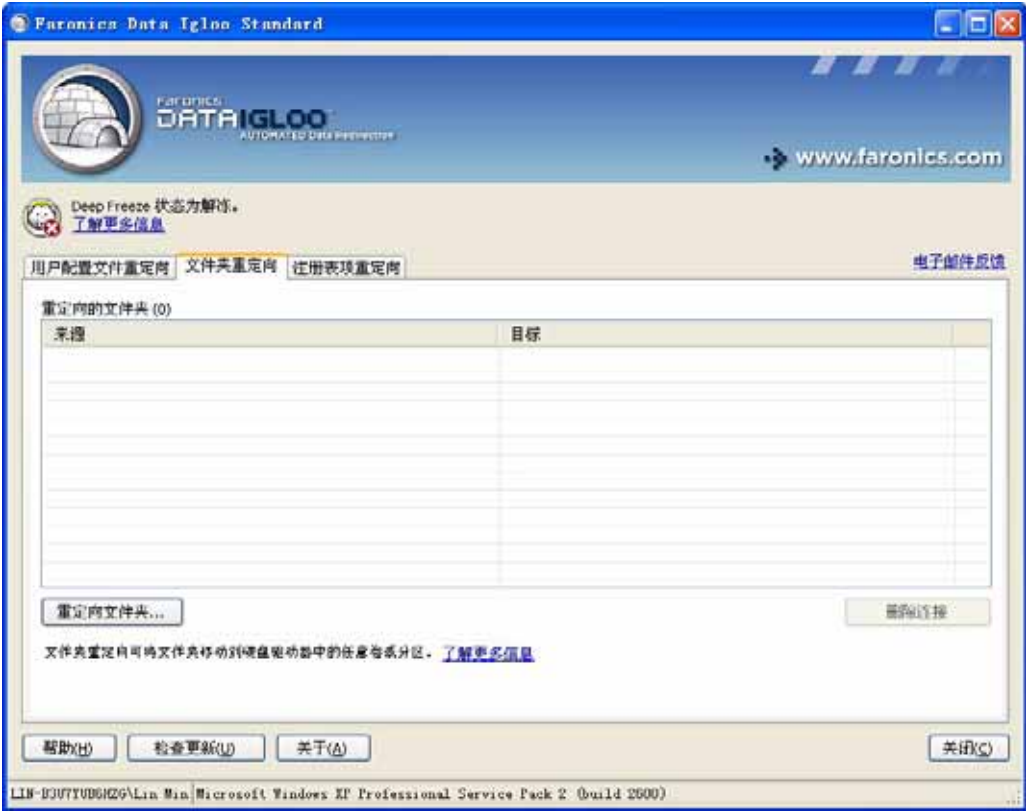 Faronics Data Igloo Standard
FARONICS
DATA IGLOO
AUTOMATED Data Redirection
www.faronics.com
Deep Freeze 状态为解冻。
了解更多信息
用户配置文件重定向 文件夹重定向 注册表项重定向 电子邮件反馈
重定向的文件夹 (0)
来源 目标
重定向文件夹... 删除连接
文件夹重定向可将文件夹移动到硬盘驱动器中的任意卷或分区。 了解更多信息
帮助(H) 检查更新(U) 关于(A) 关闭(C)
\Lin Min Microsoft Windows XP Professional Service Pack 2 (build 2600)